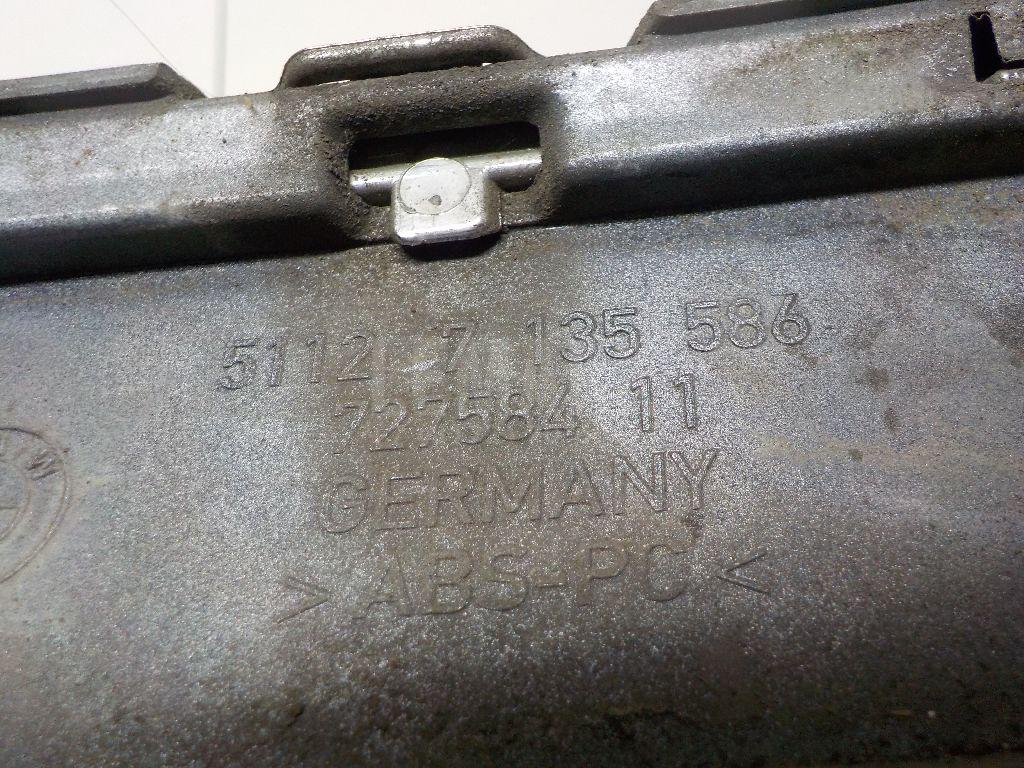 5112 7 135 586
727584 11
GERMANY
> ABS-PC <
W